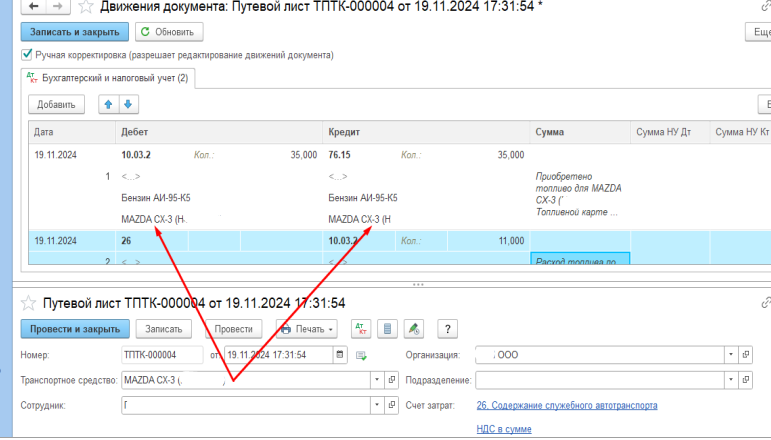 Движения документа: Путевой лист ТПТК-000004 от 19.11.2024 17:31:54 *
Записать и закрыть Обновить Еще
Ручная корректировка (разрешает редактирование движений документа)
Дт Кт Бухгалтерский и налоговый учет (2)
Добавить
Дата Дебет Кредит Сумма Сумма НУ Дт Сумма НУ Кт
19.11.2024 10.03.2 Кол.: 35,000 76.15 Кол.: 35,000
1 <...> <...> Приобретено
топливо для MAZDA
Бензин АИ-95-К5 Бензин АИ-95-К5 CX-3 (
Топливной карте ...
MAZDA CX-3 (Н MAZDA CX-3 (Н
19.11.2024 26 10.03.2 Кол.: 11,000
2 <...> <...> Расход топлива по
Путевой лист ТПТК-000004 от 19.11.2024 17:31:54
Провести и закрыть Записать Провести Печать Дт Кт ?
Номер: ТПТК-000004 от 19.11.2024 17:31:54 Организация: ООО
Транспортное средство: MAZDA CX-3 ( Подразделение:
Сотрудник: Счет затрат: 26, Содержание служебного автотранспорта
НДС в сумме